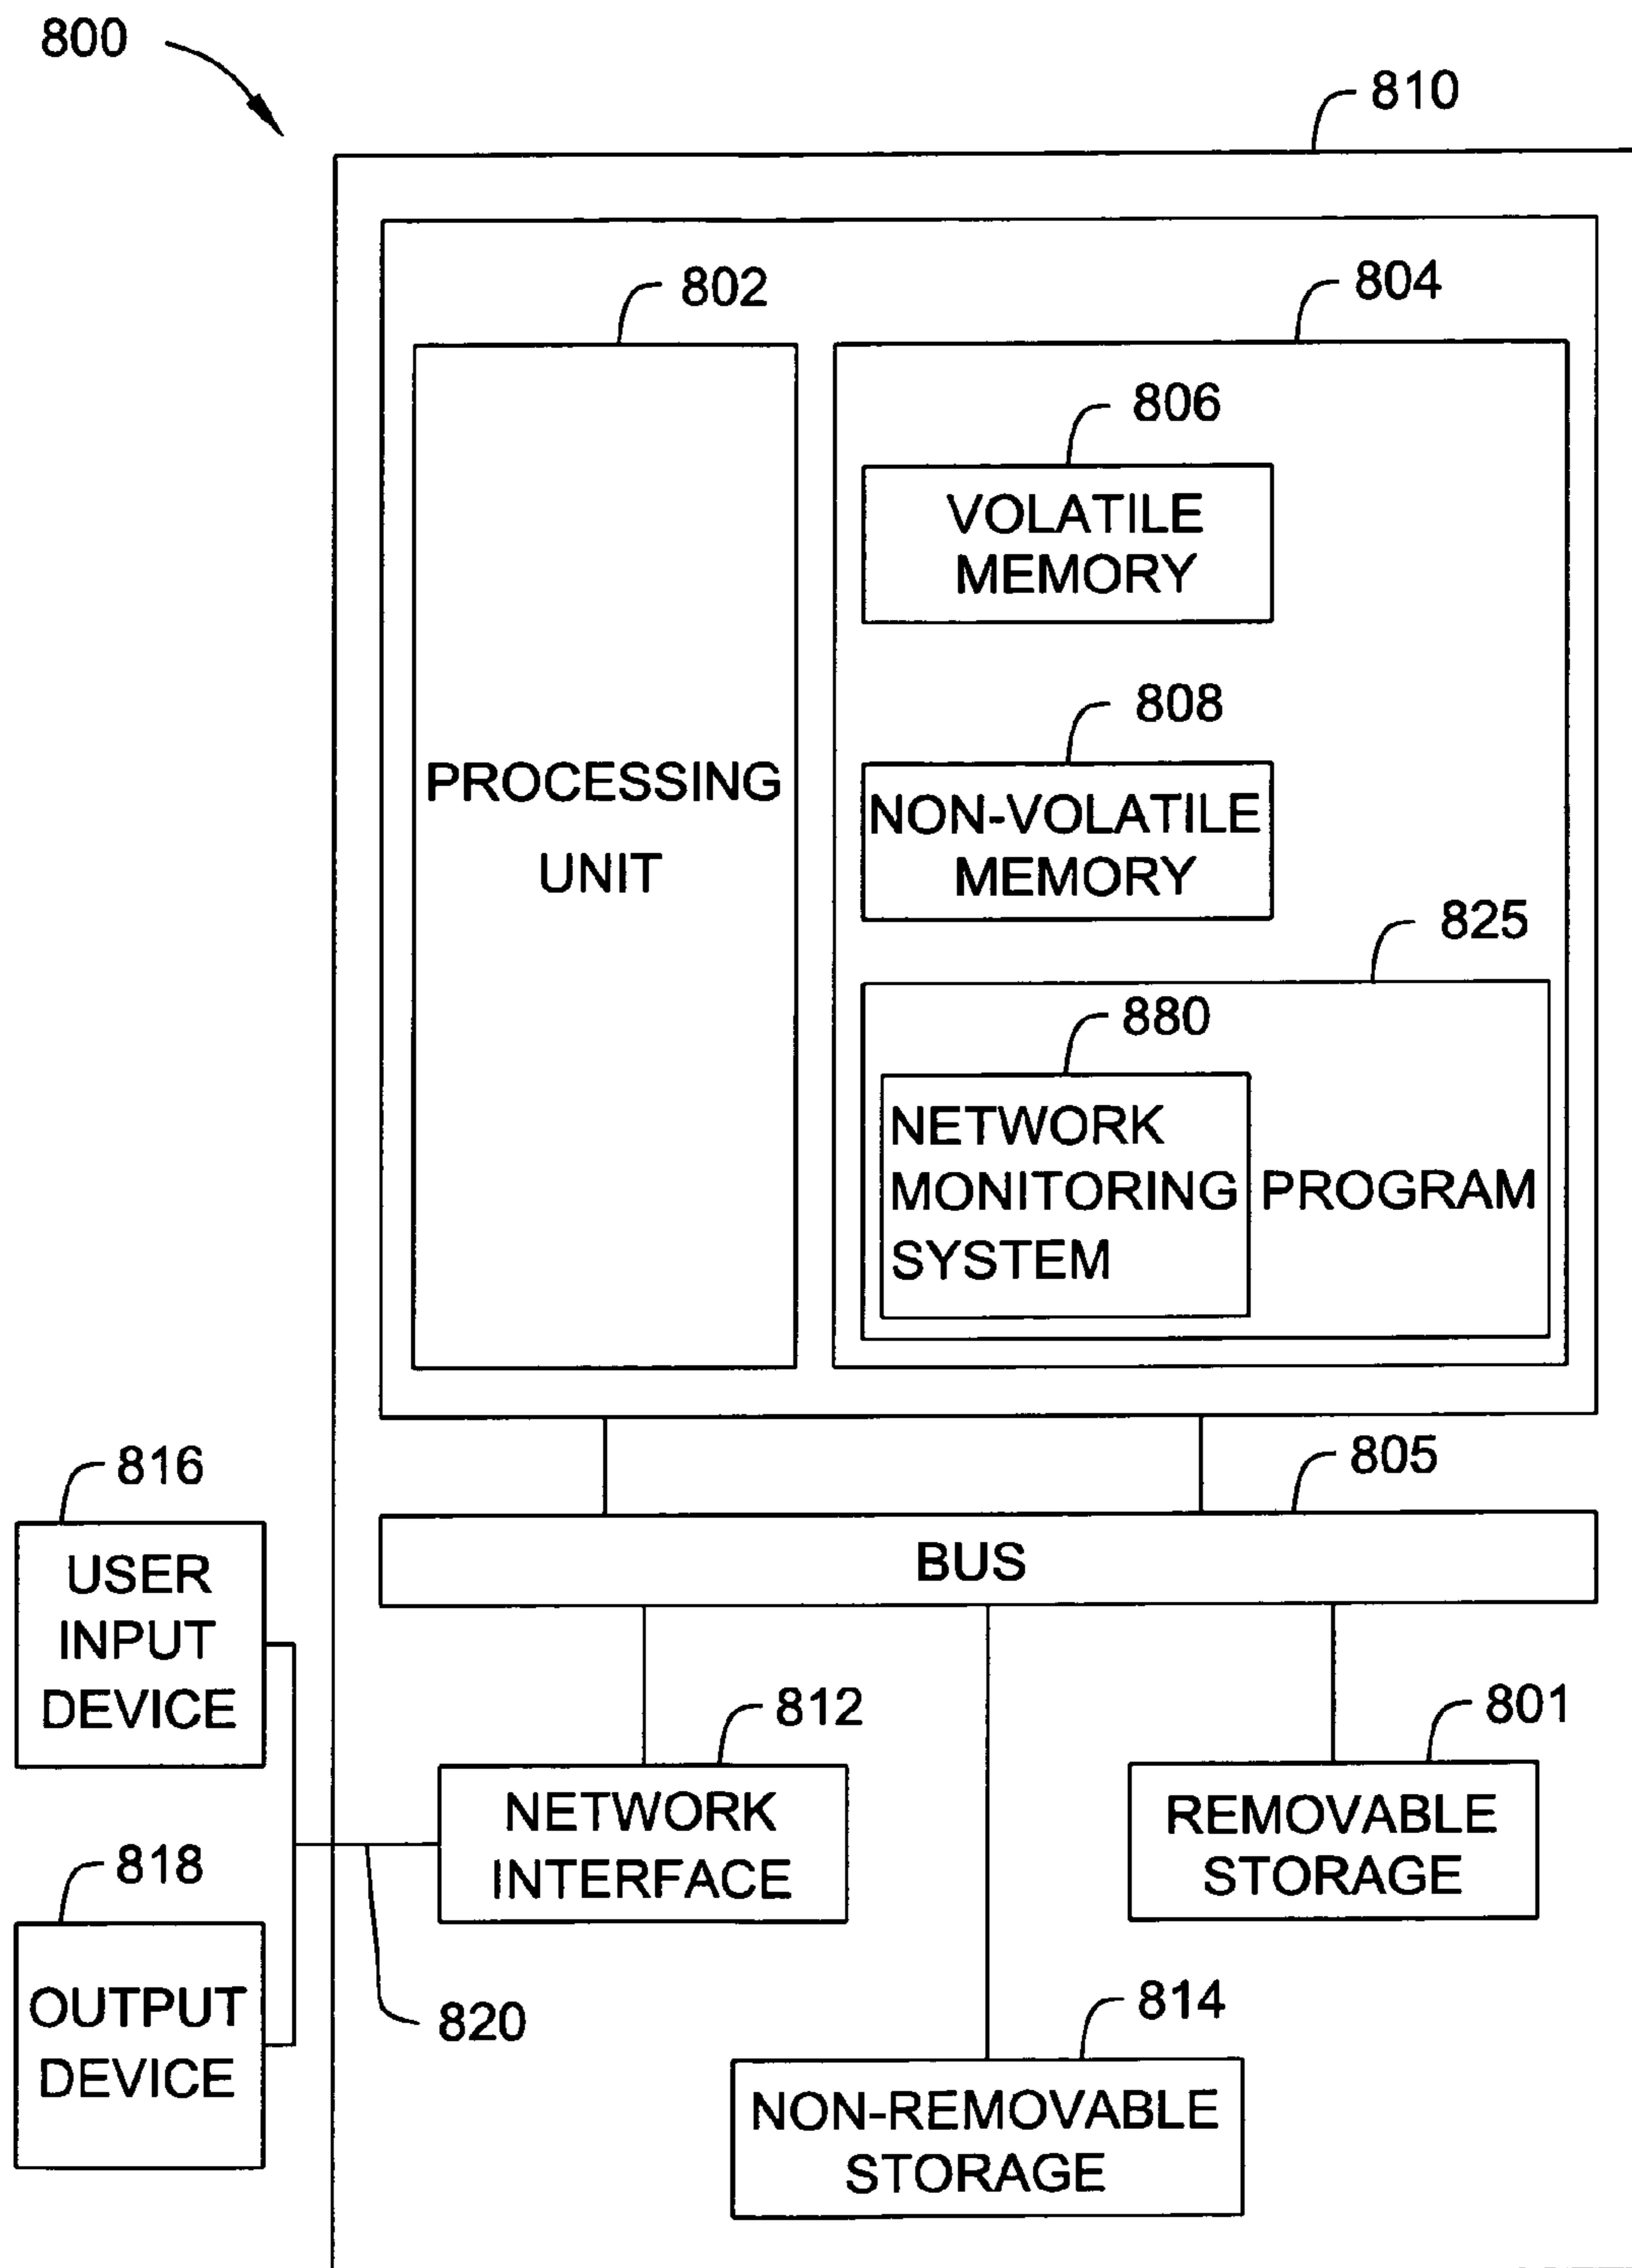 800
810
802
804
806
VOLATILE
MEMORY
808
NON-VOLATILE
MEMORY
PROCESSING
UNIT
825
880
NETWORK
MONITORING
SYSTEM
PROGRAM
805
BUS
816
USER
INPUT
DEVICE
812
NETWORK
INTERFACE
801
REMOVABLE
STORAGE
818
OUTPUT
DEVICE
820
814
NON-REMOVABLE
STORAGE